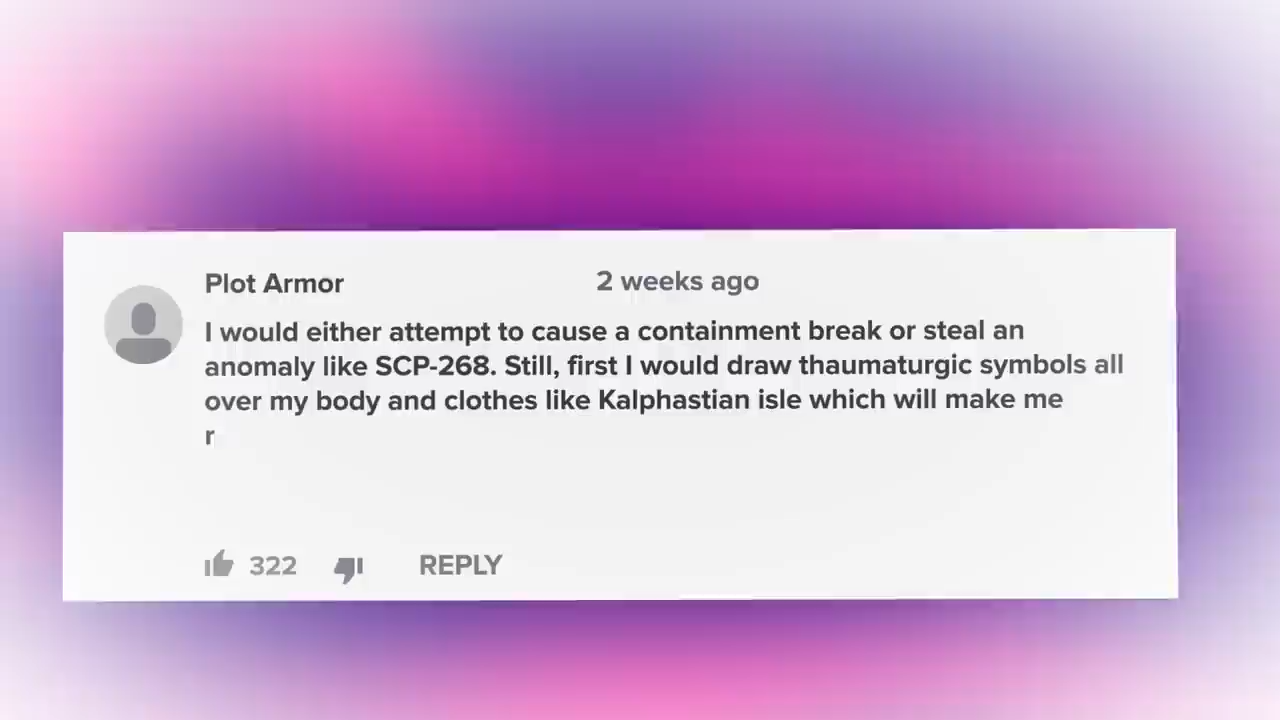 Plot Armor 2 weeks ago
I would either attempt to cause a containment break or steal an
anomaly like SCP-268. Still, first I would draw thaumaturgic symbols all
over my body and clothes like Kalphastian isle which will make me
r
322 REPLY